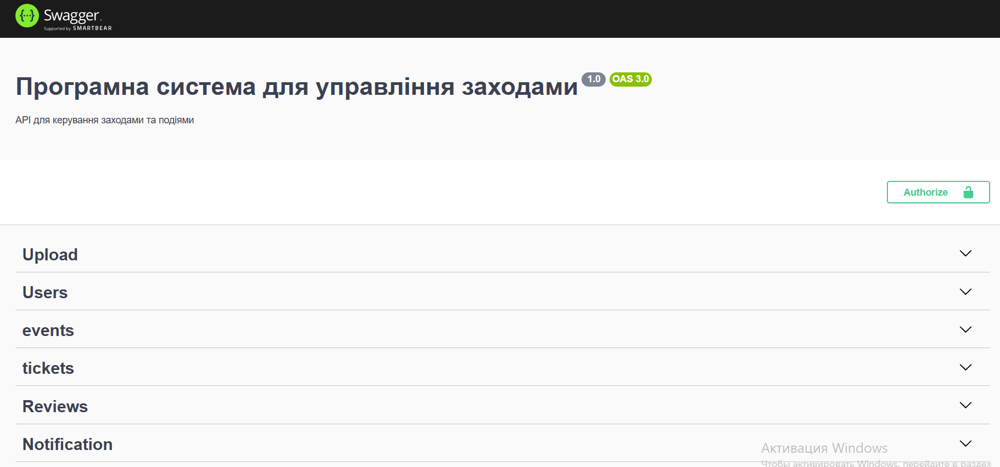 Swagger
Supported by SMARTBEAR
Програмна система для управління заходами 1.0 OAS 3.0
API для керування заходами та подіями
Authorize
Upload
Users
events
tickets
Reviews
Notification
Активация Windows
Чтобы активировать Windows, перейдите в раздел